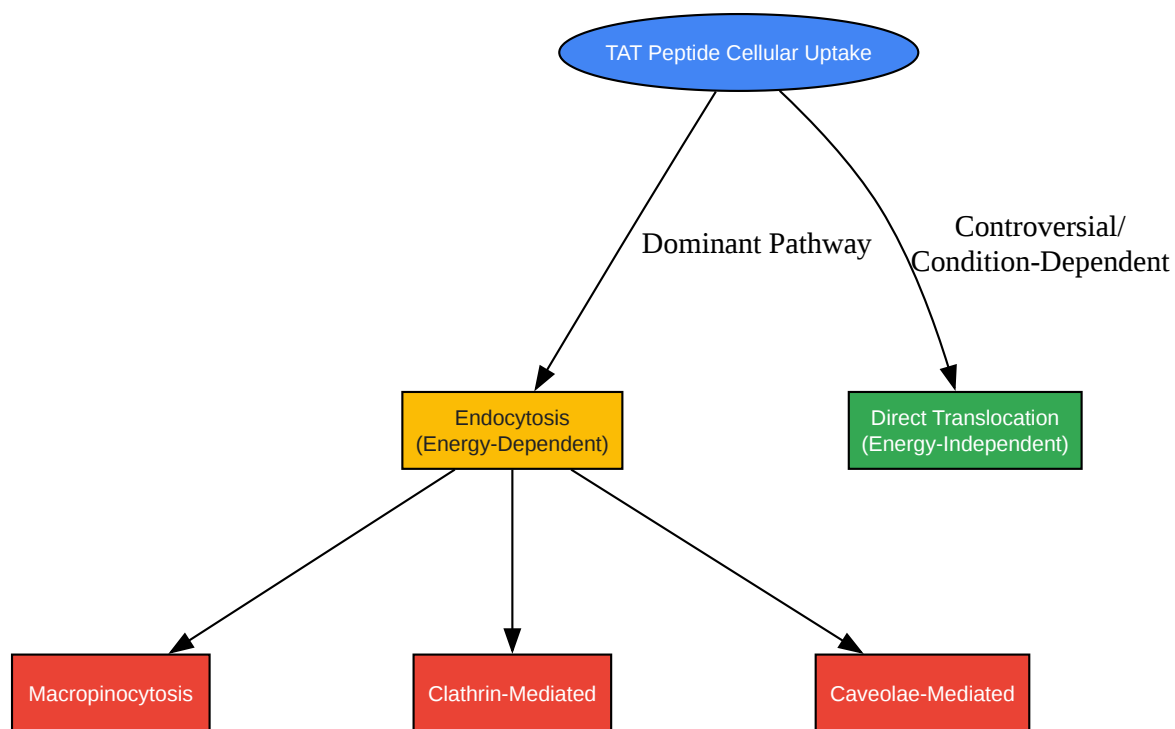 TAT Peptide Cellular Uptake
Dominant Pathway
Controversial/
Condition-Dependent
Endocytosis
(Energy-Dependent)
Direct Translocation
(Energy-Independent)
Macropinocytosis
Clathrin-Mediated
Caveolae-Mediated